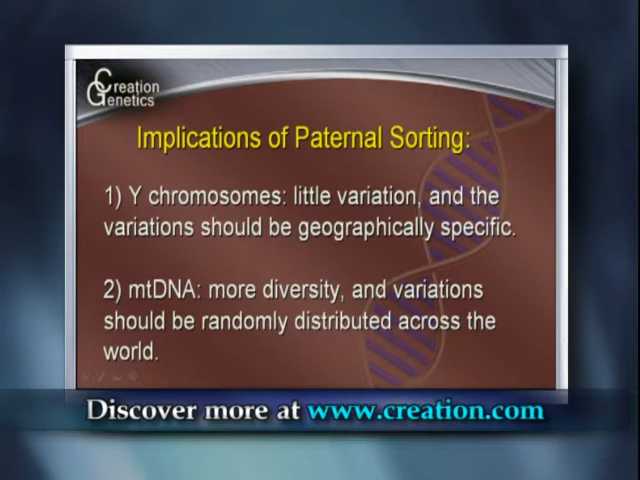 Creation
Genetics
Implications of Paternal Sorting:
1) Y chromosomes: little variation, and the
variations should be geographically specific.
2) mtDNA: more diversity, and variations
should be randomly distributed across the
world.
Discover more at www.creation.com